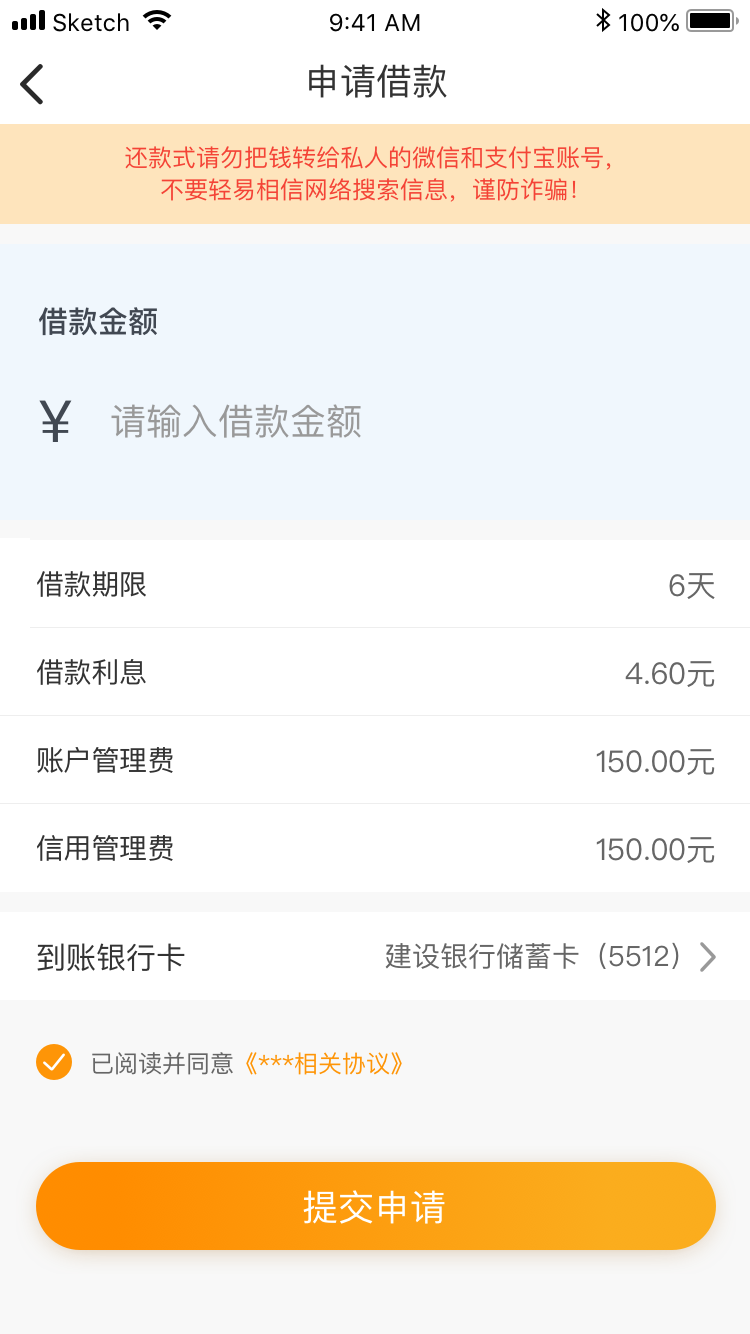 Sketch 9:41 AM 100%
申请借款
还款式请勿把钱转给私人的微信和支付宝账号，
不要轻易相信网络搜索信息，谨防诈骗！
借款金额
¥ 请输入借款金额
借款期限 6天
借款利息 4.60元
账户管理费 150.00元
信用管理费 150.00元
到账银行卡 建设银行储蓄卡（5512）
已阅读并同意《***相关协议》
提交申请